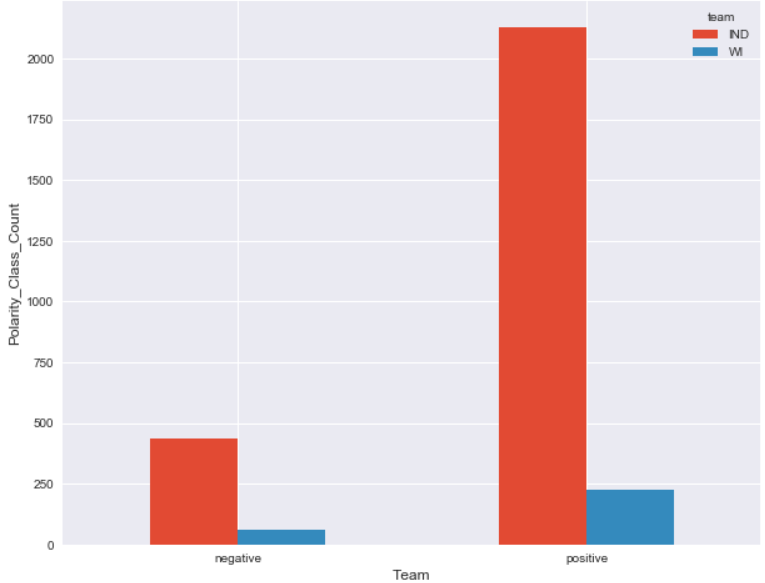 team
IND
WI
2000
1750
1500
1250
1000
750
500
250
0
Polarity_Class_Count
negative
positive
Team